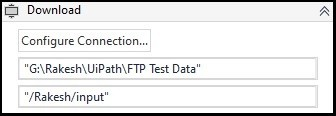 Download
Configure Connection...
"G:\Rakesh\UiPath\FTP Test Data"
"/Rakesh/input"